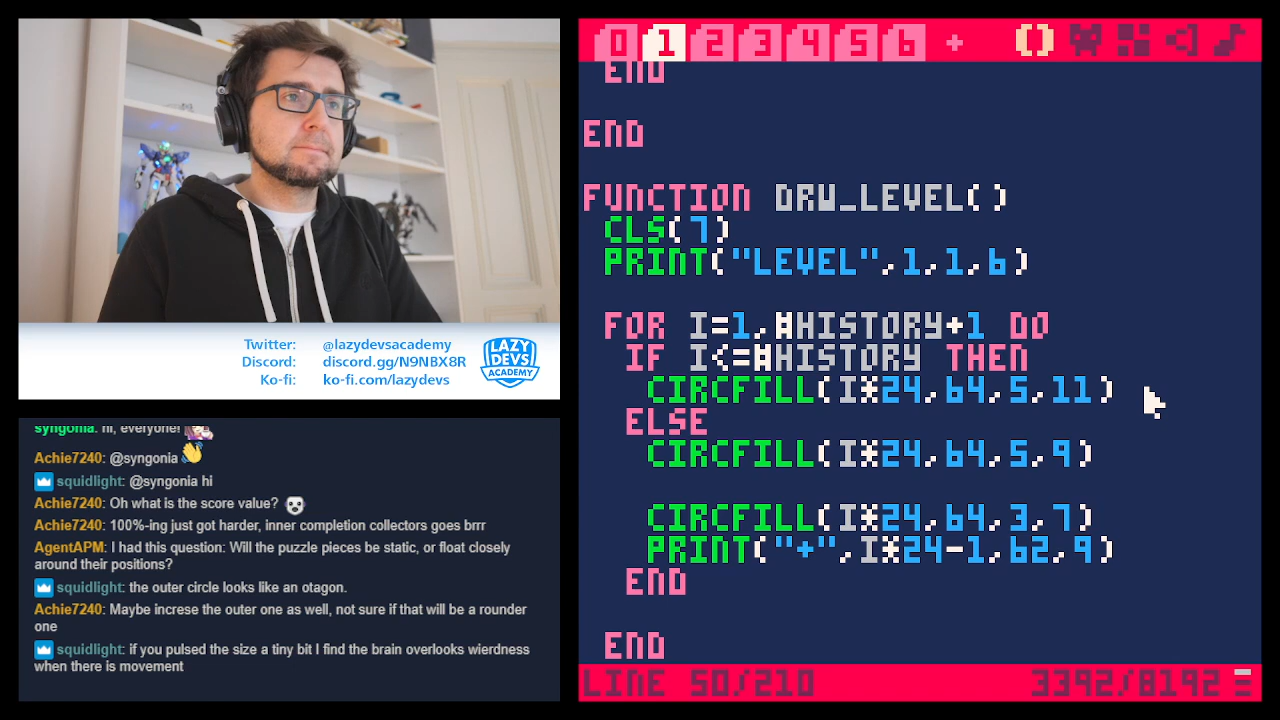 Twitter: @lazydevsacademy
Discord: discord.gg/N9NBX8R
Ko-fi: ko-fi.com/lazydevs
LAZY
DEVS
ACADEMY
syngonia: hi, everyone!
Achie7240: @syngonia
squidlight: @syngonia hi
Achie7240: Oh what is the score value?
Achie7240: 100%-ing just got harder, inner completion collectors goes brrr
AgentAPM: I had this question: Will the puzzle pieces be static, or float closely
around their positions?
squidlight: the outer circle looks like an otagon.
Achie7240: Maybe increse the outer one as well, not sure if that will be a rounder
one
squidlight: if you pulsed the size a tiny bit I find the brain overlooks wierdness
when there is movement
0 1 2 3 4 5 6 +
END
END
FUNCTION DRW_LEVEL()
CLS(7)
PRINT("LEVEL",1,1,6)
FOR I=1,#HISTORY+1 DO
IF I<=#HISTORY THEN
CIRCFILL(I*24,64,5,11)
ELSE
CIRCFILL(I*24,64,5,9)
CIRCFILL(I*24,64,3,7)
PRINT("+",I*24-1,62,9)
END
END
LINE 50/210 3392/8192